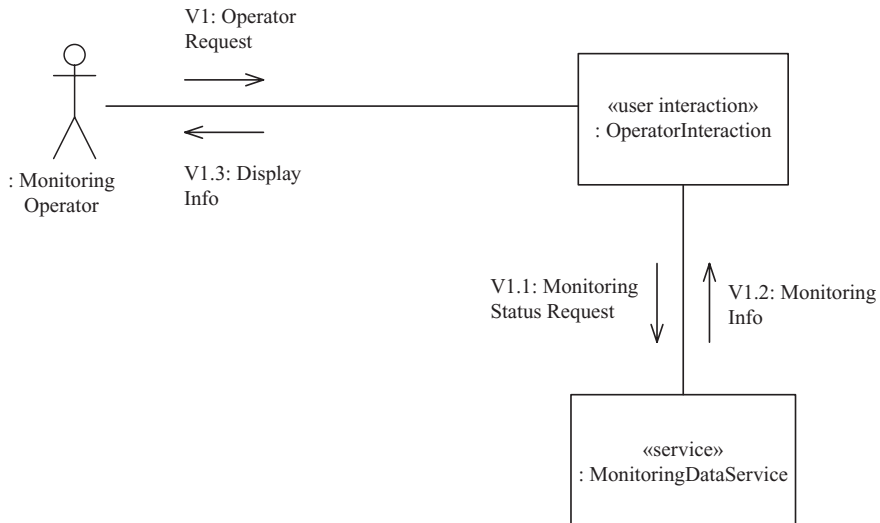 V1: Operator
Request
«user interaction»
: OperatorInteraction
V1.3: Display
Info
: Monitoring
Operator
V1.1: Monitoring
Status Request
V1.2: Monitoring
Info
«service»
: MonitoringDataService